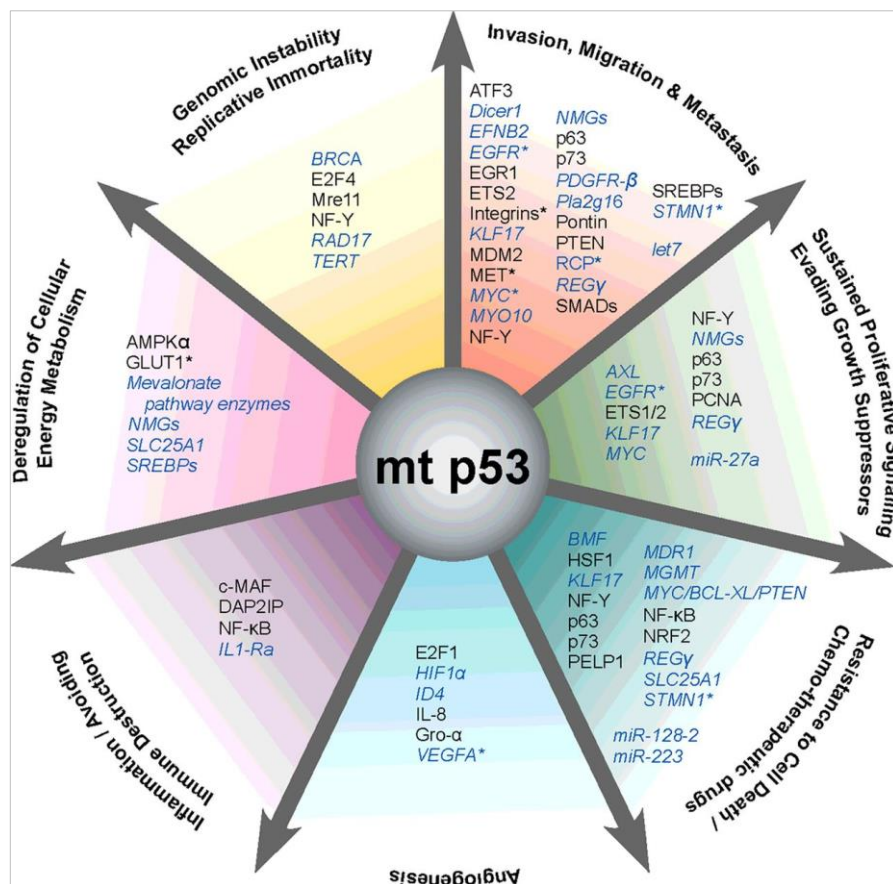 Genomic Instability
Replicative Immortality
BRCA
E2F4
Mre11
NF-Y
RAD17
TERT
Invasion, Migration & Metastasis
ATF3
Dicer1
EFNB2
EGFR*
EGR1
ETS2
Integrins*
KLF17
MDM2
MET*
MYC*
MYO10
NF-Y
NMGs
p63
p73
PDGFR-β
Pla2g16
Pontin
PTEN
RCP*
REGγ
SMADs
SREBPs
STMN1*
let7
Sustained Proliferative Signalling
Evading Growth Suppressors
AXL
EGFR*
ETS1/2
KLF17
MYC
NF-Y
NMGs
p63
p73
PCNA
REGγ
miR-27a
Resistance to Cell Death /
Chemo-therapeutic drugs
BMF
HSF1
KLF17
NF-Y
p63
p73
PELP1
MDR1
MGMT
MYC/BCL-XL/PTEN
NF-κB
NRF2
REGγ
SLC25A1
STMN1*
miR-128-2
miR-223
Angiogenesis
E2F1
HIF1α
ID4
IL-8
Gro-α
VEGFA*
Inflammation / Avoiding
Immune Destruction
c-MAF
DAP2IP
NF-κB
IL1-Ra
Deregulation of Cellular
Energy Metabolism
AMPKα
GLUT1*
Mevalonate
pathway enzymes
NMGs
SLC25A1
SREBPs
mt p53